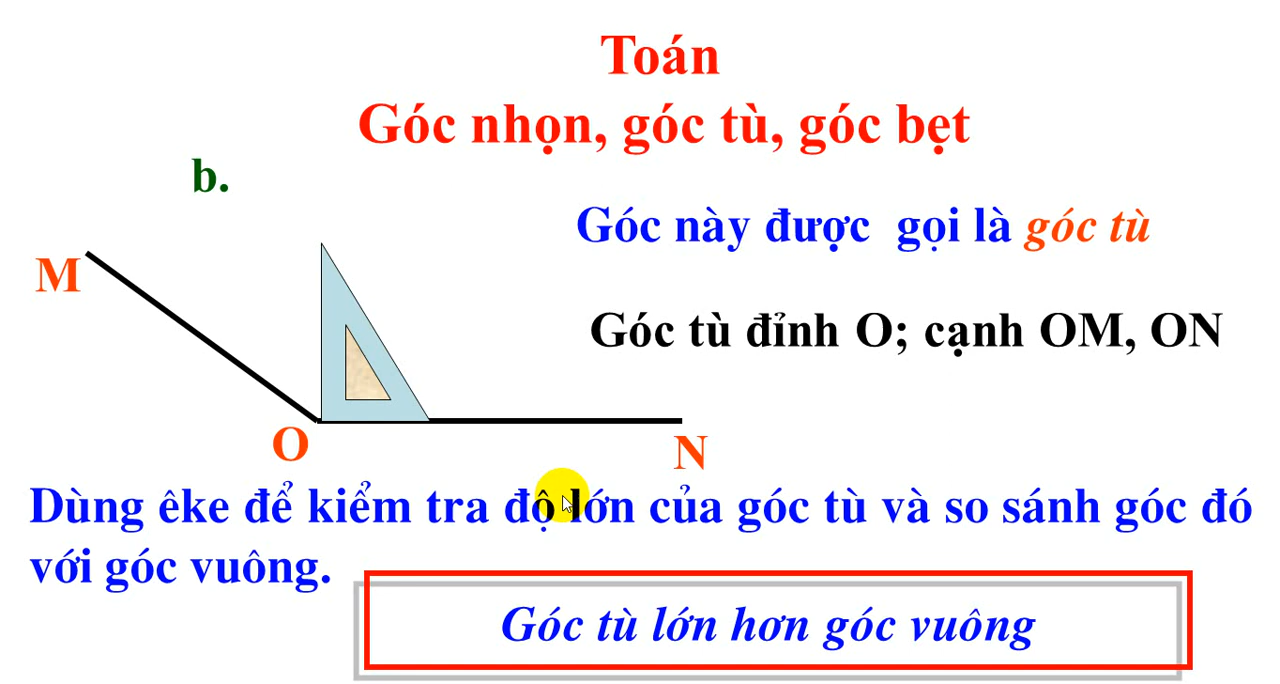 Toán
Góc nhọn, góc tù, góc bẹt
b.
Góc này được gọi là góc tù
M
Góc tù đỉnh O; cạnh OM, ON
O
N
Dùng êke để kiểm tra độ lớn của góc tù và so sánh góc đó
với góc vuông.
Góc tù lớn hơn góc vuông